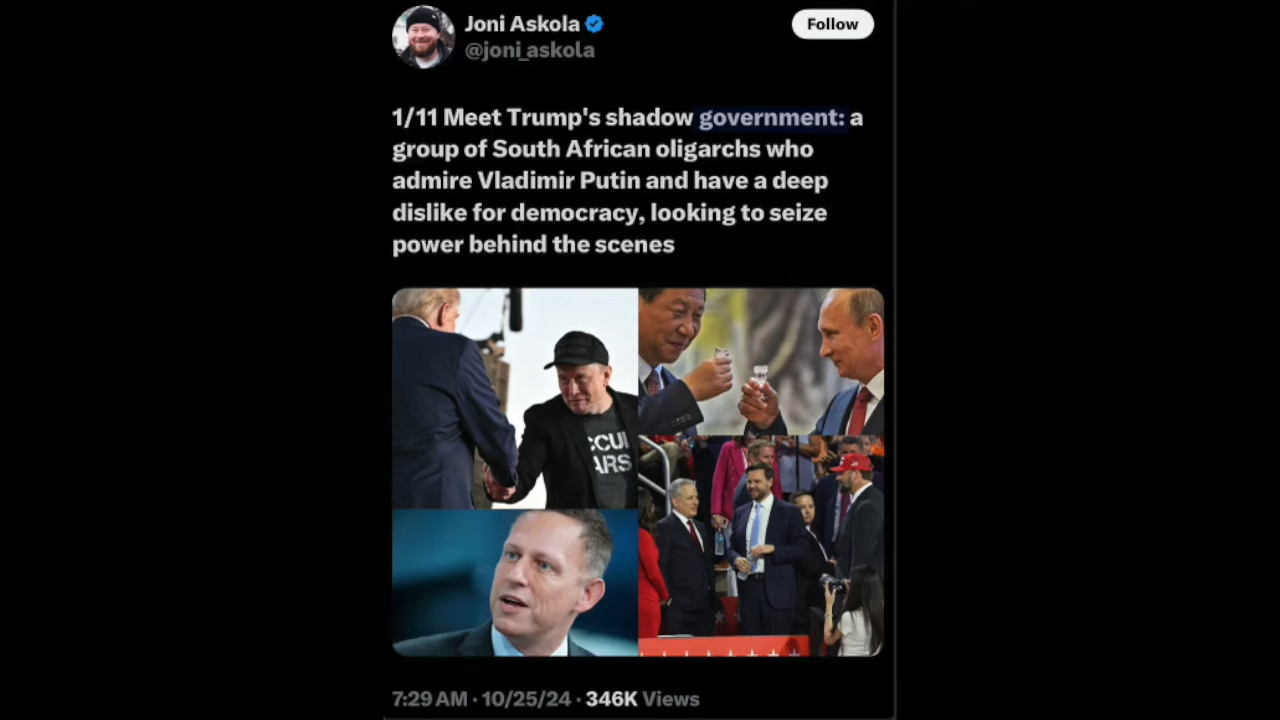 Joni Askola
Follow
@joni_askola
1/11 Meet Trump's shadow government: a
group of South African oligarchs who
admire Vladimir Putin and have a deep
dislike for democracy, looking to seize
power behind the scenes
CCUP
ARS
7:29 AM · 10/25/24 · 346K Views